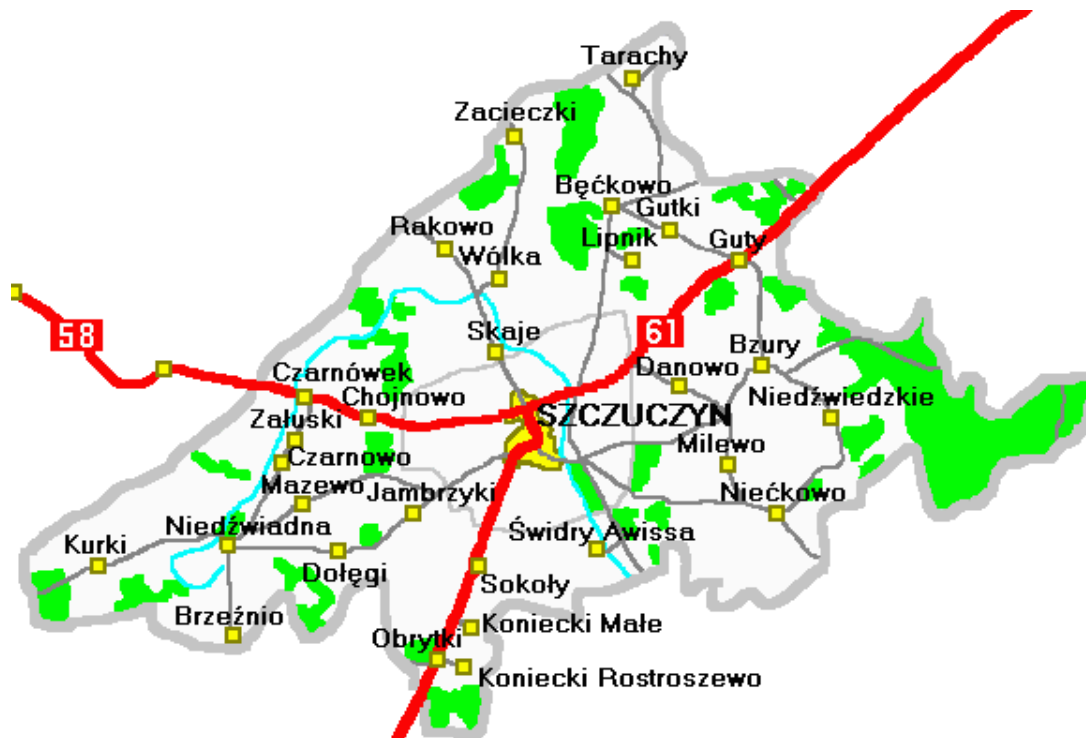 Tarachy
Zacieczki
Bęćkowo
Gutki
Rakowo
Lipnik
Guty
Wólka
58
61
Skaje
Bzury
Danowo
Czarnówek
Niedźwiedzkie
Chojnowo
SZCZUCZYN
Załuski
Milewo
Czarnowo
Mazewo
Jambrzyki
Niećkowo
Niedźwiadna
Świdry Awissa
Kurki
Dołęgi
Sokoły
Brzeźnio
Koniecki Małe
Obrytki
Koniecki Rostroszewo